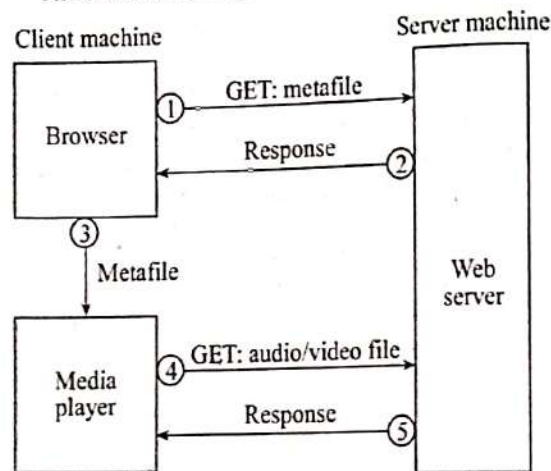 Client machine
Server machine
① GET: metafile
Browser
Response ②
③
Metafile
Web
server
④ GET: audio/video file
Media
player
Response ⑤